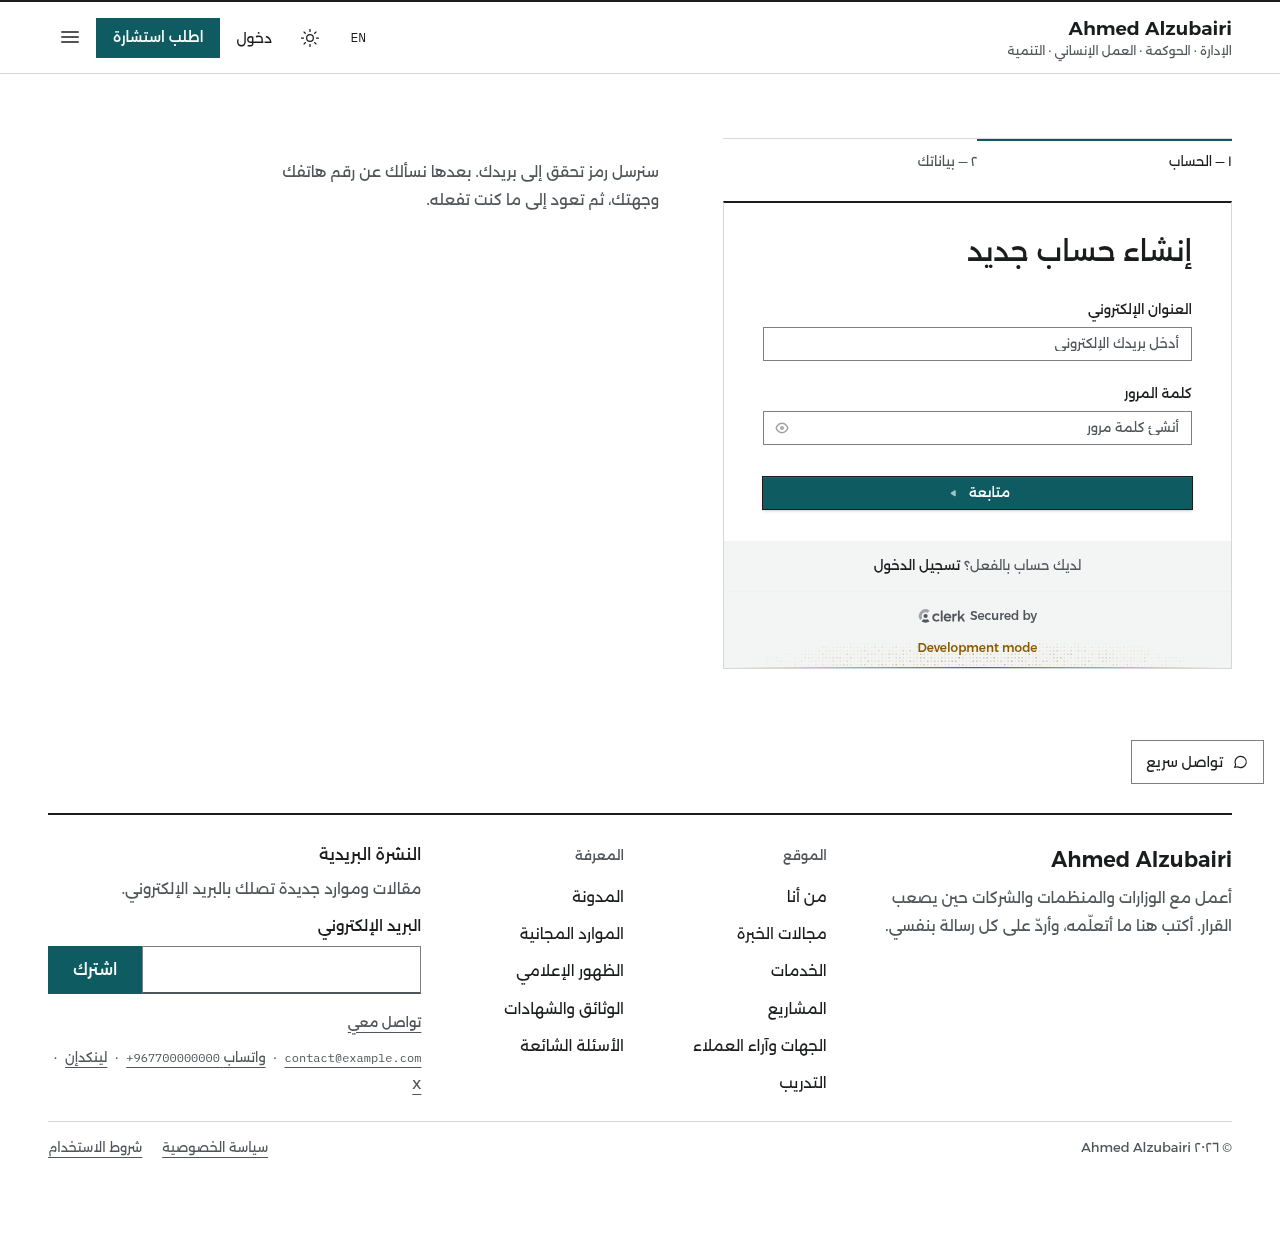 Ahmed Alzubairi
الإدارة · الحوكمة · العمل الإنساني · التنمية
EN
دخول
اطلب استشارة
١ — الحساب
٢ — بياناتك
إنشاء حساب جديد
العنوان الإلكتروني
أدخل بريدك الإلكتروني
كلمة المرور
أنشئ كلمة مرور
متابعة
لديك حساب بالفعل؟ تسجيل الدخول
Secured by clerk
Development mode
سنرسل رمز تحقق إلى بريدك. بعدها نسألك عن رقم هاتفك
وجهتك، ثم تعود إلى ما كنت تفعله.
تواصل سريع
Ahmed Alzubairi
أعمل مع الوزارات والمنظمات والشركات حين يصعب
القرار. أكتب هنا ما أتعلّمه، وأردّ على كل رسالة بنفسي.
الموقع
من أنا
مجالات الخبرة
الخدمات
المشاريع
الجهات وآراء العملاء
التدريب
المعرفة
المدونة
الموارد المجانية
الظهور الإعلامي
الوثائق والشهادات
الأسئلة الشائعة
النشرة البريدية
مقالات وموارد جديدة تصلك بالبريد الإلكتروني.
البريد الإلكتروني
اشترك
تواصل معي
contact@example.com · واتساب +967700000000 · لينكدإن ·
X
© ٢٠٢٦ Ahmed Alzubairi
سياسة الخصوصية
شروط الاستخدام